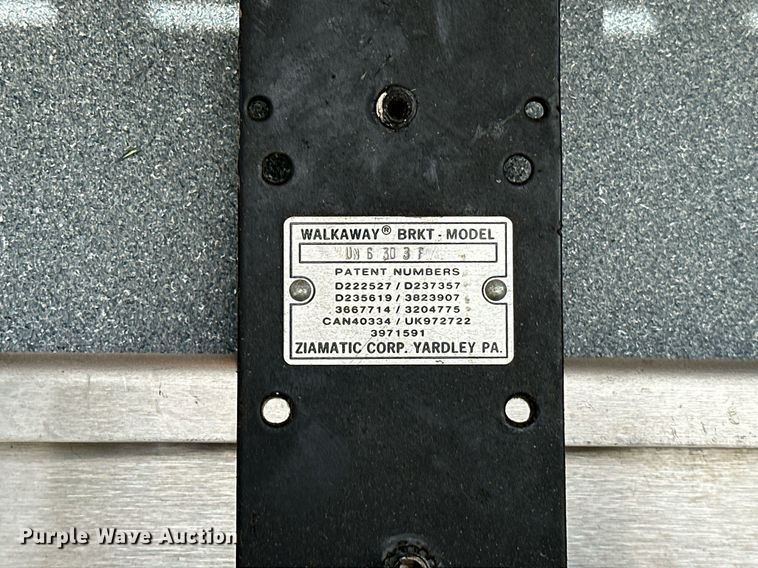 WALKAWAY® BRKT - MODEL
UN 6 30 3 F
PATENT NUMBERS
D222527 / D237357
D235619 / 3823907
3667714 / 3204775
CAN40334 / UK972722
3971591
ZIAMATIC CORP. YARDLEY PA.
Purple Wave Auction